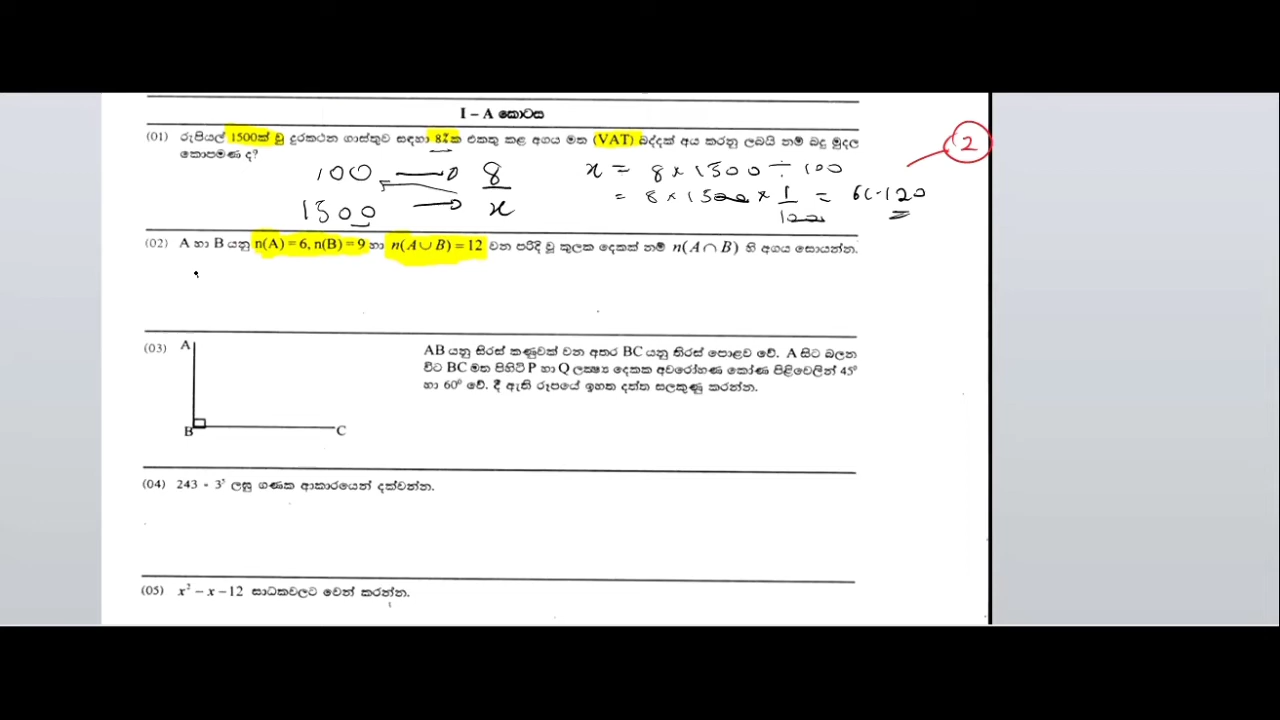 I – A කොටස
(01) රුපියල් 1500ක් වූ දුරකථන ගාස්තුව සඳහා 8%ක එකතු කළ අගය මත (VAT) බද්දක් අය කරනු ලබයි නම් බදු මුදල
කොපමණ ද?
100 → 8
1500 → x
x = 8 × 1500 ÷ 100
= 8 × 1500 × 1/100 = 120
2
(02) A හා B යනු n(A) = 6, n(B) = 9 හා n(A ∪ B) = 12 වන පරිදි වූ කුලක දෙකක් නම් n(A ∩ B) හි අගය සොයන්න.
(03) A
B
C
AB යනු සිරස් කණුවක් වන අතර BC යනු තිරස් පොළව වේ. A සිට බලන
විට BC මත පිහිටි P හා Q ලක්‍ෂ්‍ය දෙකක අවරෝහණ කෝණ පිළිවෙලින් 45⁰
හා 60⁰ වේ. දී ඇති රූපයේ ඉහත දත්ත සලකුණු කරන්න.
(04) 243 = 3⁵ ලඝු ගණක ආකාරයෙන් දක්වන්න.
(05) x² – x – 12 සාධකවලට වෙන් කරන්න.